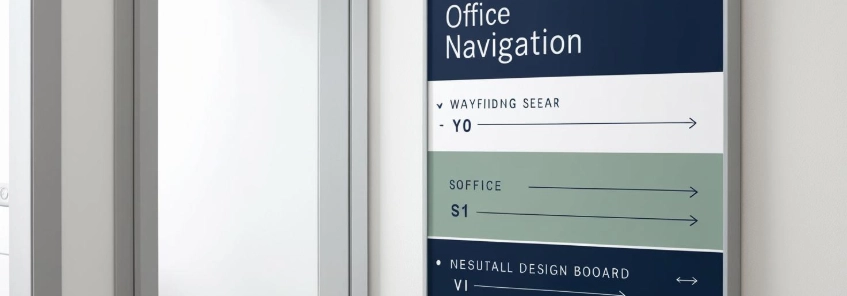 Office
Navigation
WAYFIIDNG SEEAR
- YO
SOFFICE
S1
NESUTALL DESIGN BOOARD
VI